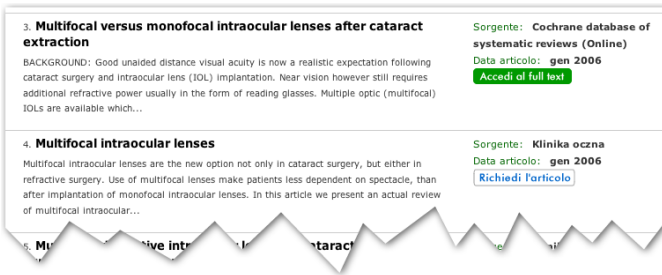 3. Multifocal versus monofocal intraocular lenses after cataract
extraction
BACKGROUND: Good unaided distance visual acuity is now a realistic expectation following
cataract surgery and intraocular lens (IOL) implantation. Near vision however still requires
additional refractive power usually in the form of reading glasses. Multiple optic (multifocal)
IOLs are available which...
Sorgente: Cochrane database of
systematic reviews (Online)
Data articolo: gen 2006
Accedi al full text
4. Multifocal intraocular lenses
Multifocal intraocular lenses are the new option not only in cataract surgery, but either in
refractive surgery. Use of multifocal lenses make patients less dependent on spectacle, than
after implantation of monofocal intraocular lenses. In this article we present an actual review
of multifocal intraocular...
Sorgente: Klinika oczna
Data articolo: gen 2006
Richiedi l'articolo
5.